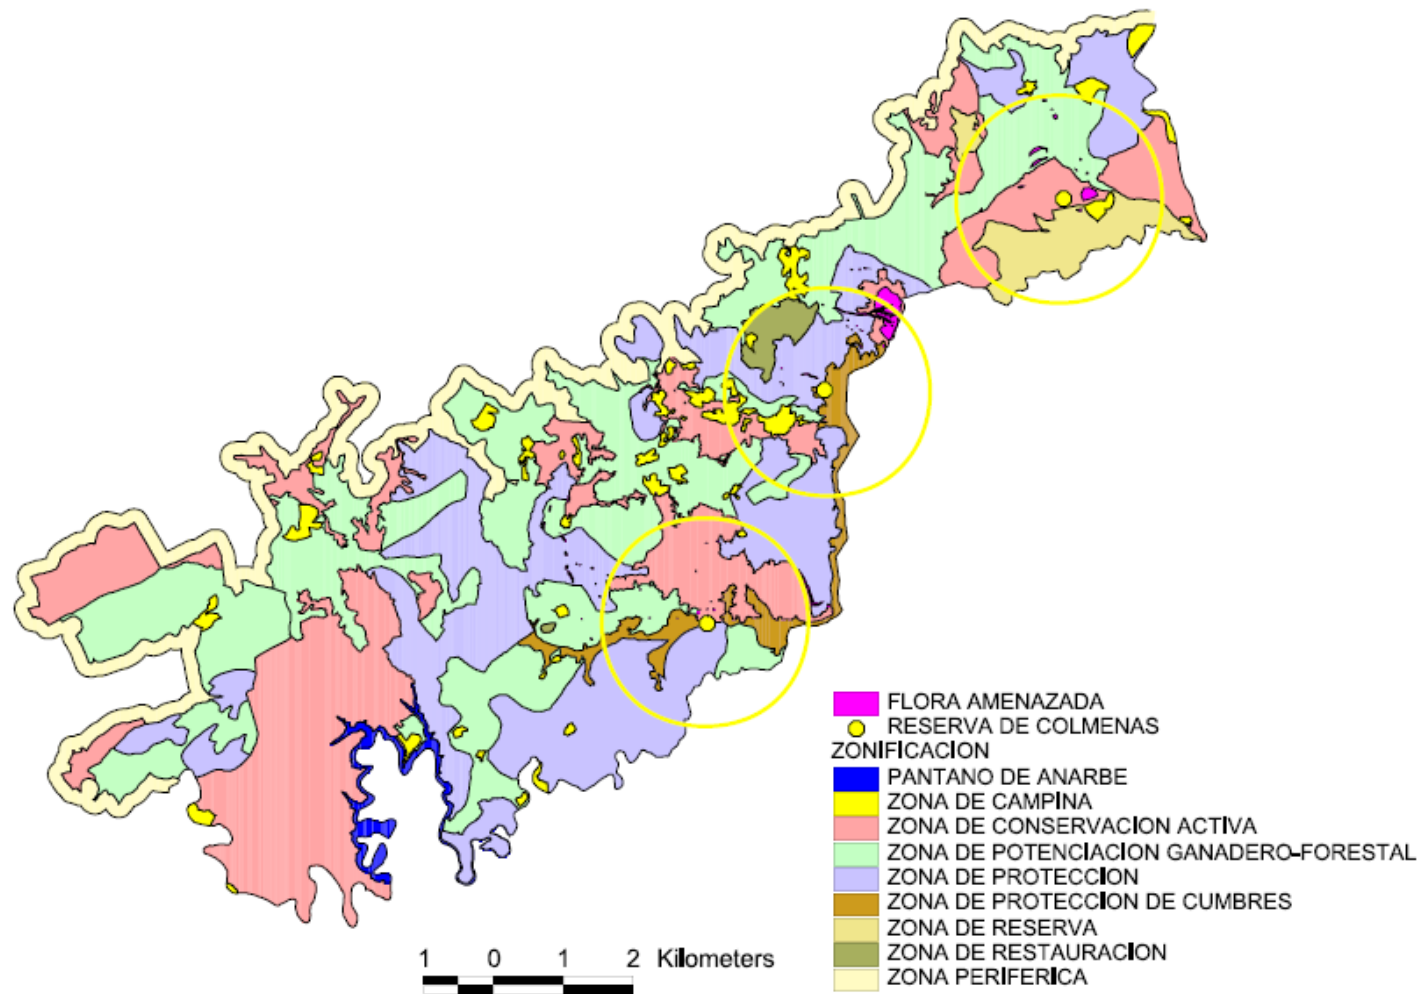 FLORA AMENAZADA
RESERVA DE COLMENAS
ZONIFICACION
PANTANO DE ANARBE
ZONA DE CAMPINA
ZONA DE CONSERVACION ACTIVA
ZONA DE POTENCIACION GANADERO-FORESTAL
ZONA DE PROTECCION
ZONA DE PROTECCION DE CUMBRES
ZONA DE RESERVA
ZONA DE RESTAURACION
ZONA PERIFERICA
1 0 1 2 Kilometers